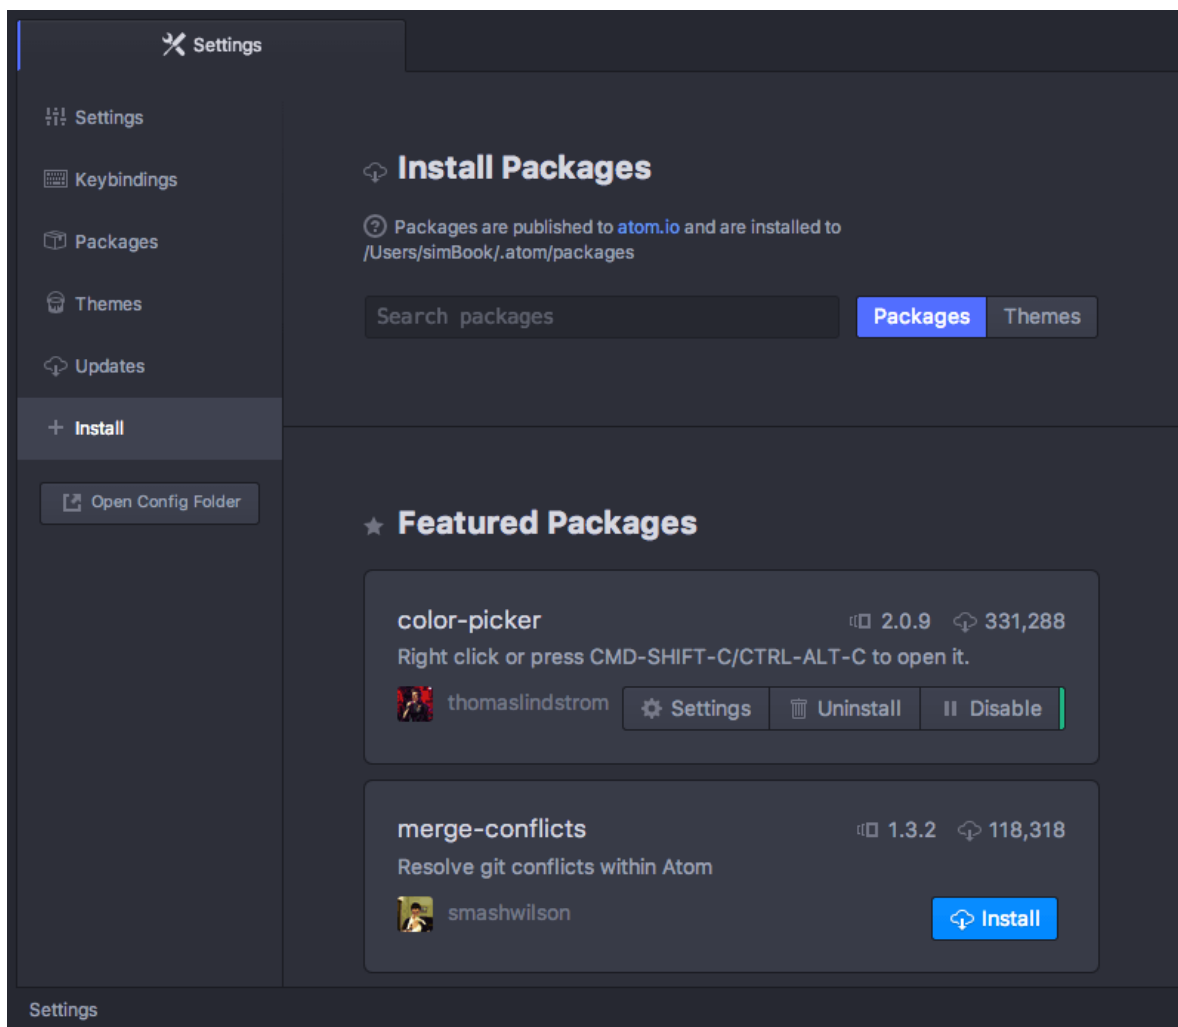 Settings
Settings
Keybindings
Packages
Themes
Updates
Install
Open Config Folder
Install Packages
Packages are published to atom.io and are installed to
/Users/simBook/.atom/packages
Search packages
Packages Themes
Featured Packages
color-picker 2.0.9 331,288
Right click or press CMD-SHIFT-C/CTRL-ALT-C to open it.
thomaslindstrom Settings Uninstall Disable
merge-conflicts 1.3.2 118,318
Resolve git conflicts within Atom
smashwilson Install
Settings